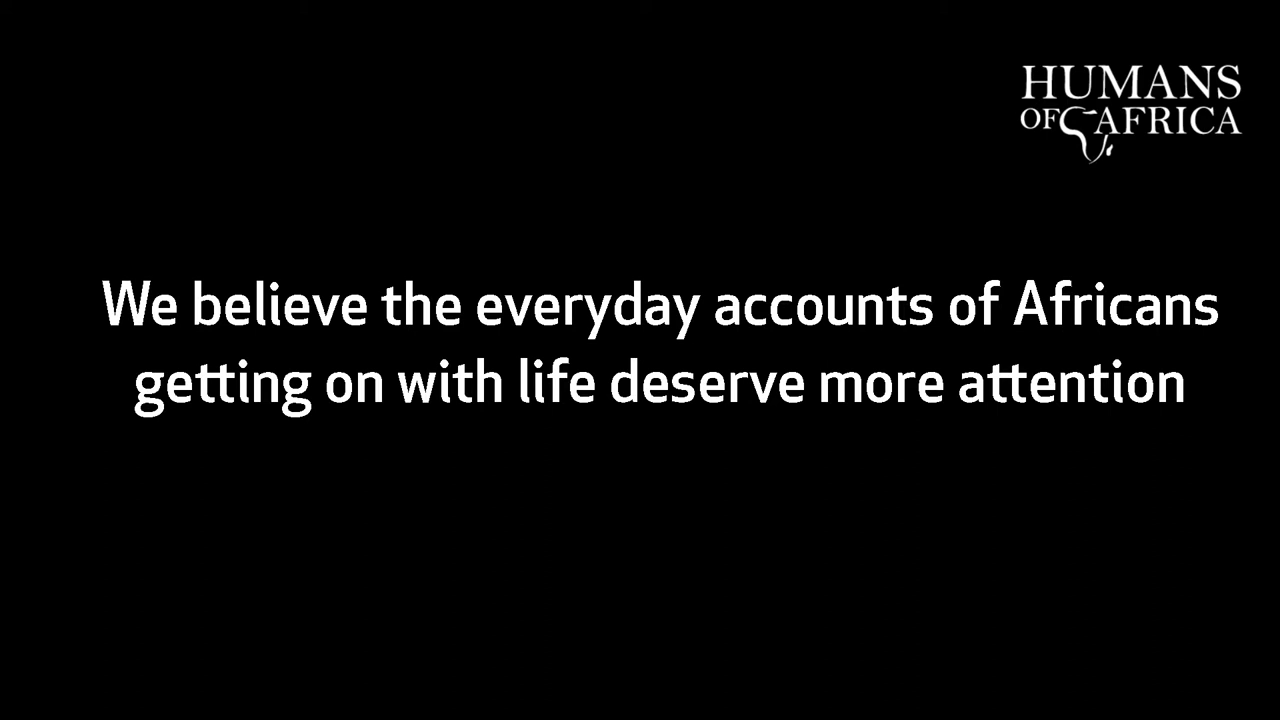 HUMANS
OF AFRICA
We believe the everyday accounts of Africans
getting on with life deserve more attention